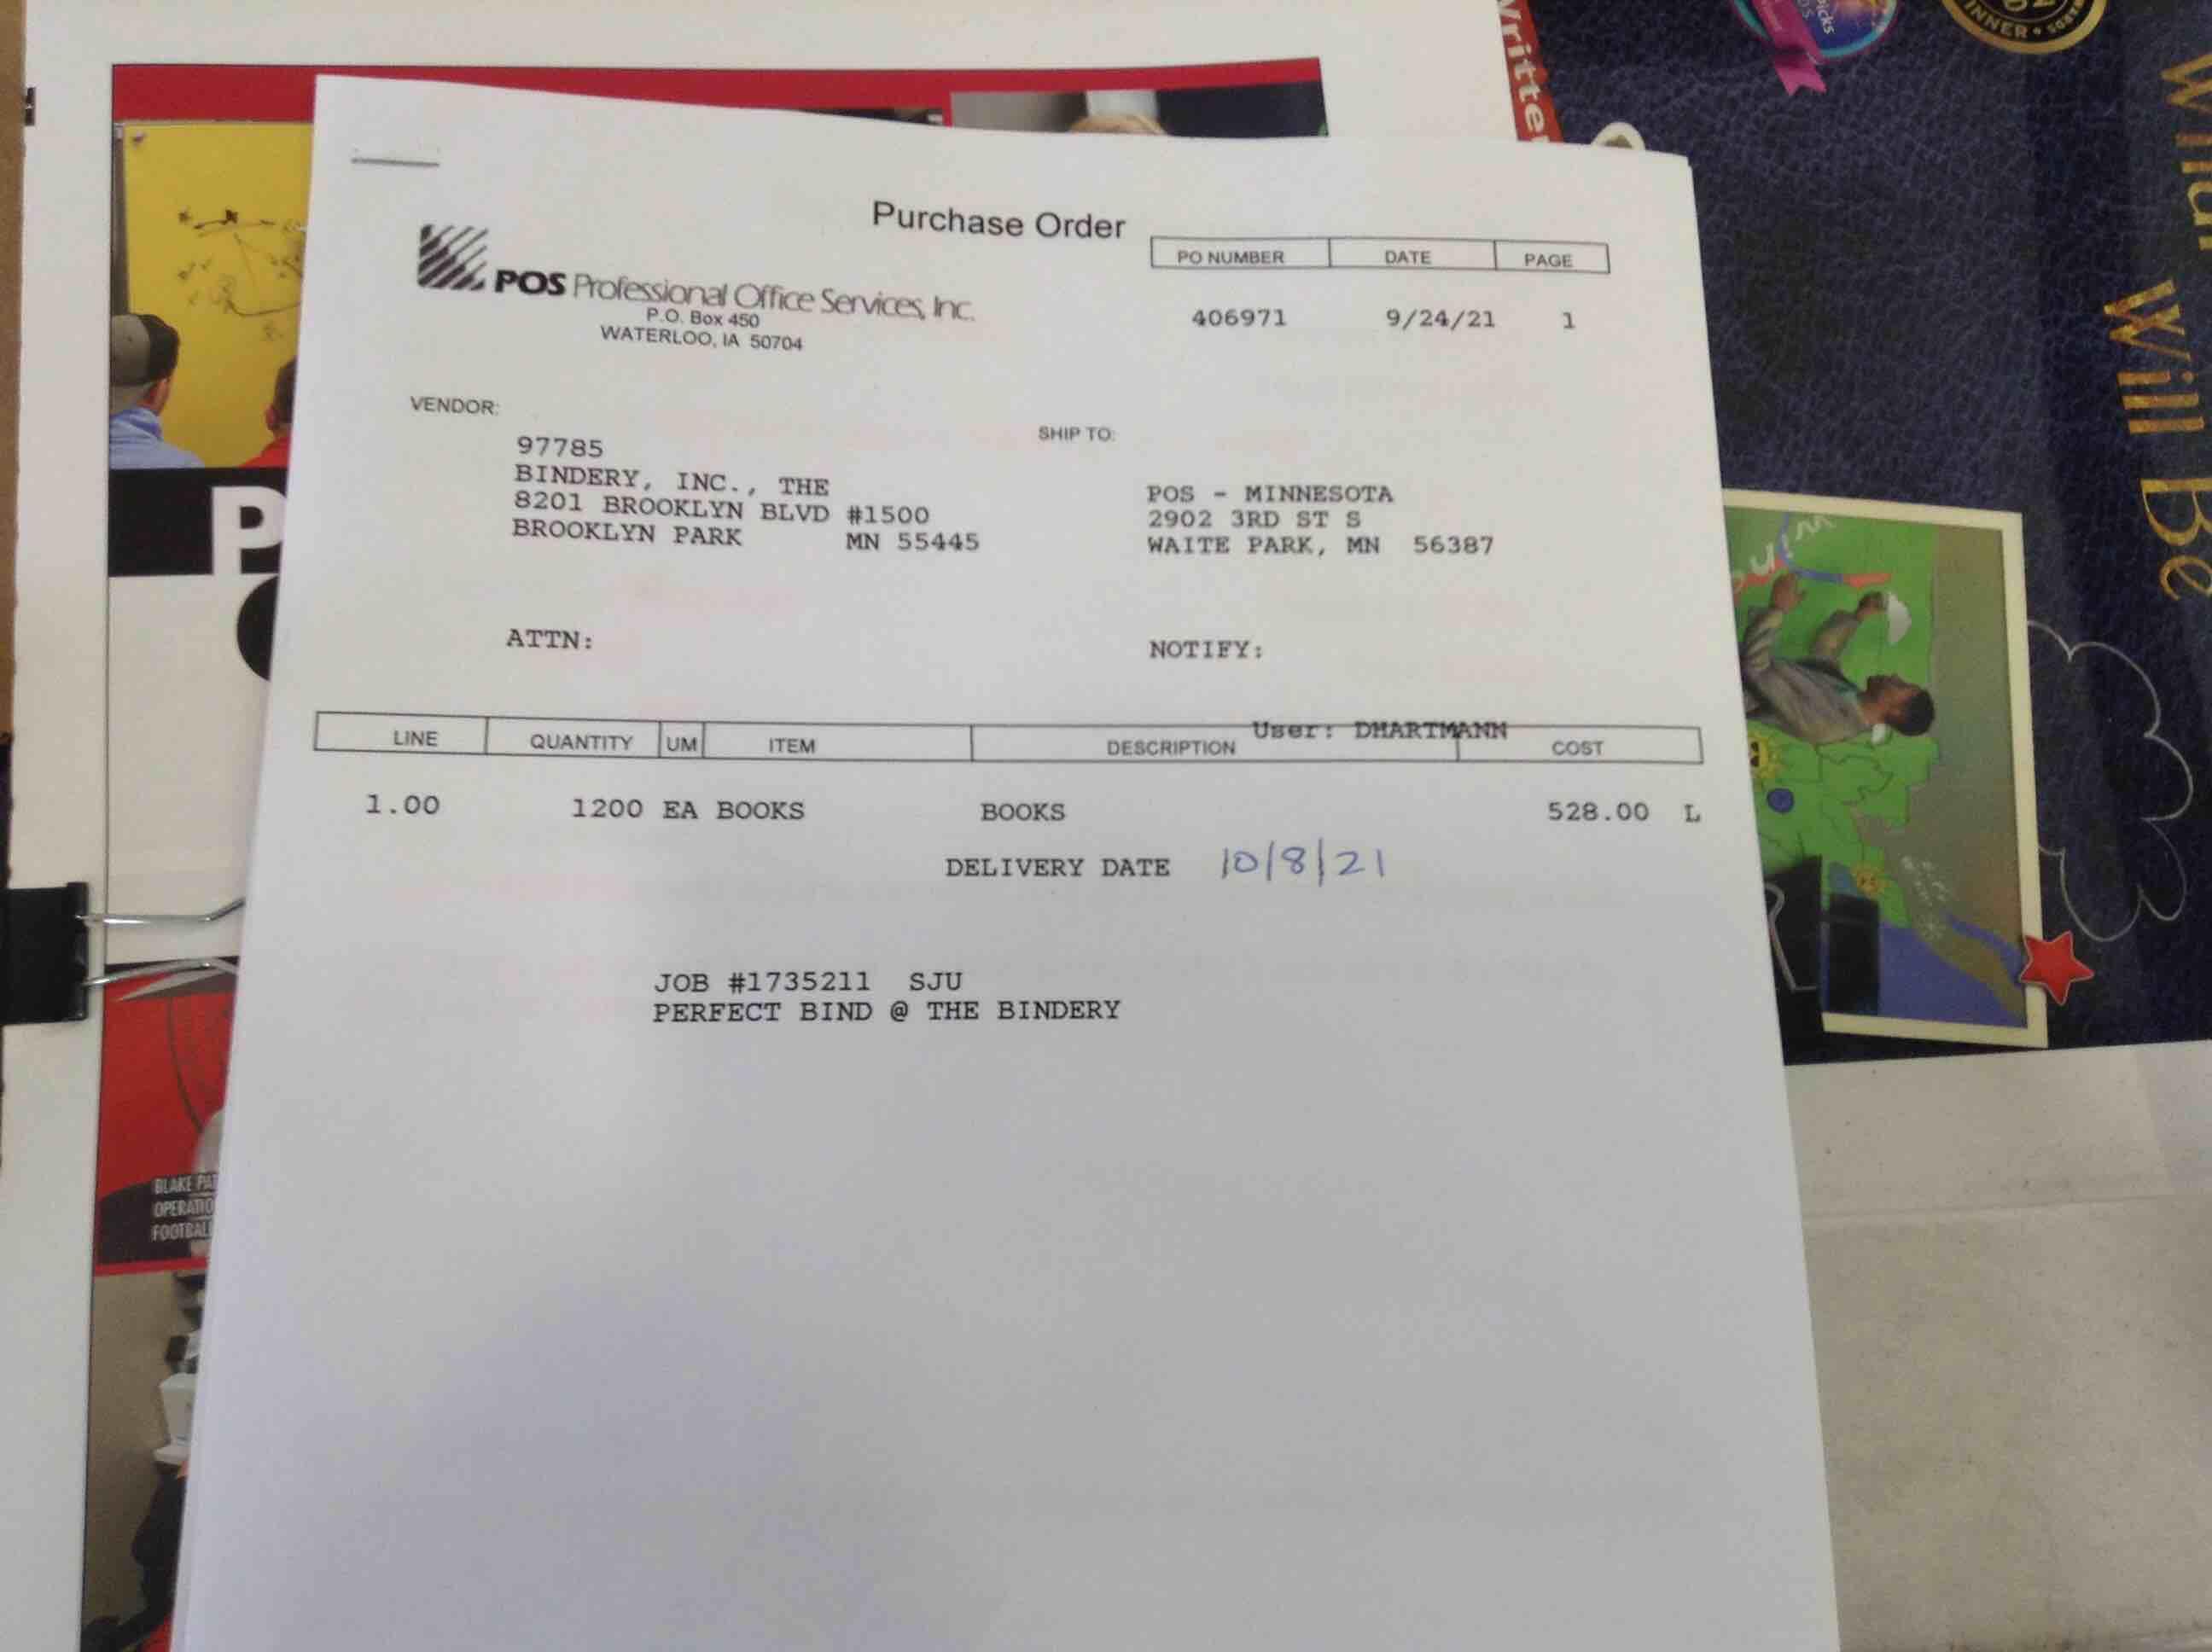 Purchase Order
PO NUMBER DATE PAGE
POS Professional Office Services, Inc.
P.O. Box 450
WATERLOO, IA 50704
406971 9/24/21 1
VENDOR:
97785
BINDERY, INC., THE
8201 BROOKLYN BLVD #1500
BROOKLYN PARK MN 55445
SHIP TO:
POS - MINNESOTA
2902 3RD ST S
WAITE PARK, MN 56387
ATTN:
NOTIFY:
User: DHARTMANN
LINE QUANTITY UM ITEM DESCRIPTION COST
1.00 1200 EA BOOKS BOOKS 528.00 L
DELIVERY DATE 10/8/21
JOB #1735211 SJU
PERFECT BIND @ THE BINDERY
BLAKE
FOOTBALL
Will Be